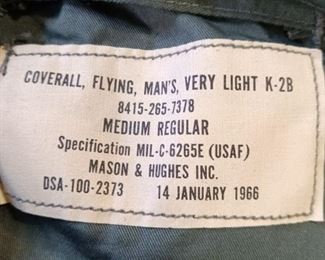 COVERALL, FLYING, MAN'S, VERY LIGHT K-2B
8415-265-7378
MEDIUM REGULAR
Specification MIL-C-6265E (USAF)
MASON & HUGHES INC.
DSA-100-2373 14 JANUARY 1966